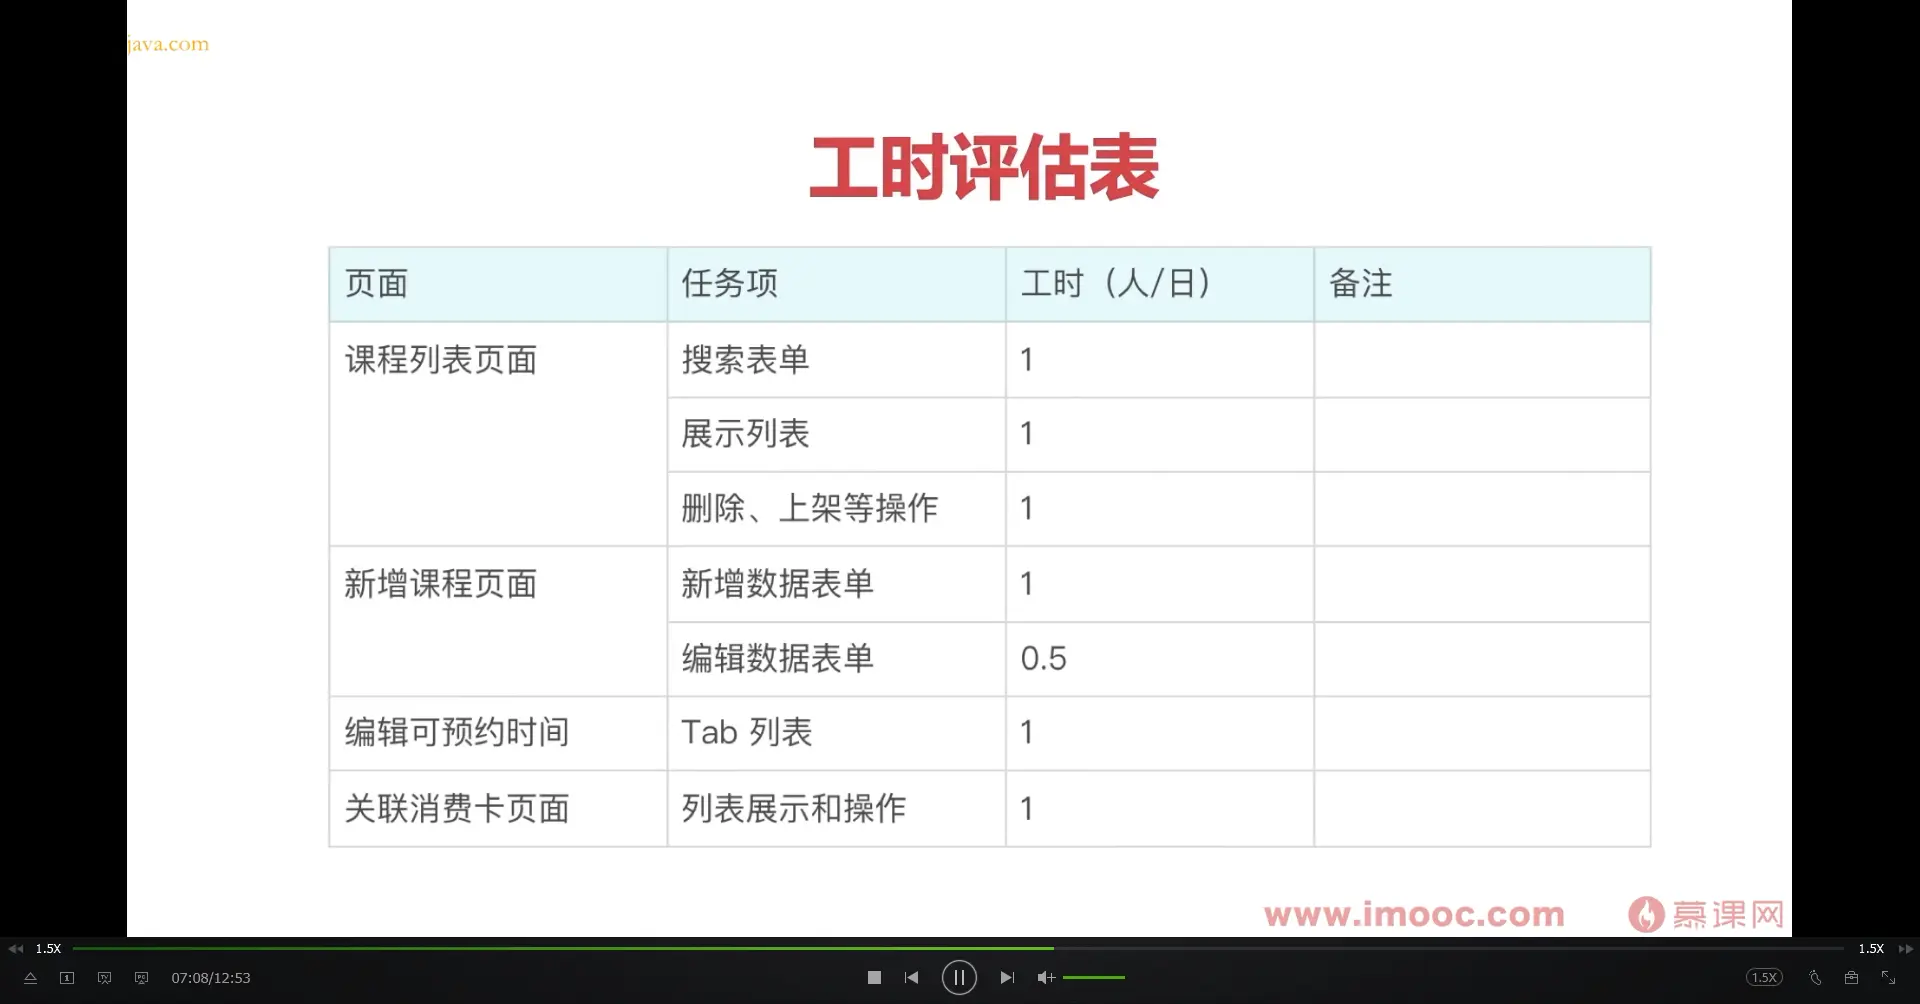 java.com
工时评估表
页面 任务项 工时（人/日） 备注
课程列表页面 搜索表单 1
展示列表 1
删除、上架等操作 1
新增课程页面 新增数据表单 1
编辑数据表单 0.5
编辑可预约时间 Tab 列表 1
关联消费卡页面 列表展示和操作 1
www.imooc.com 慕课网
1.5X 1.5X
07:08/12:53 1.5X